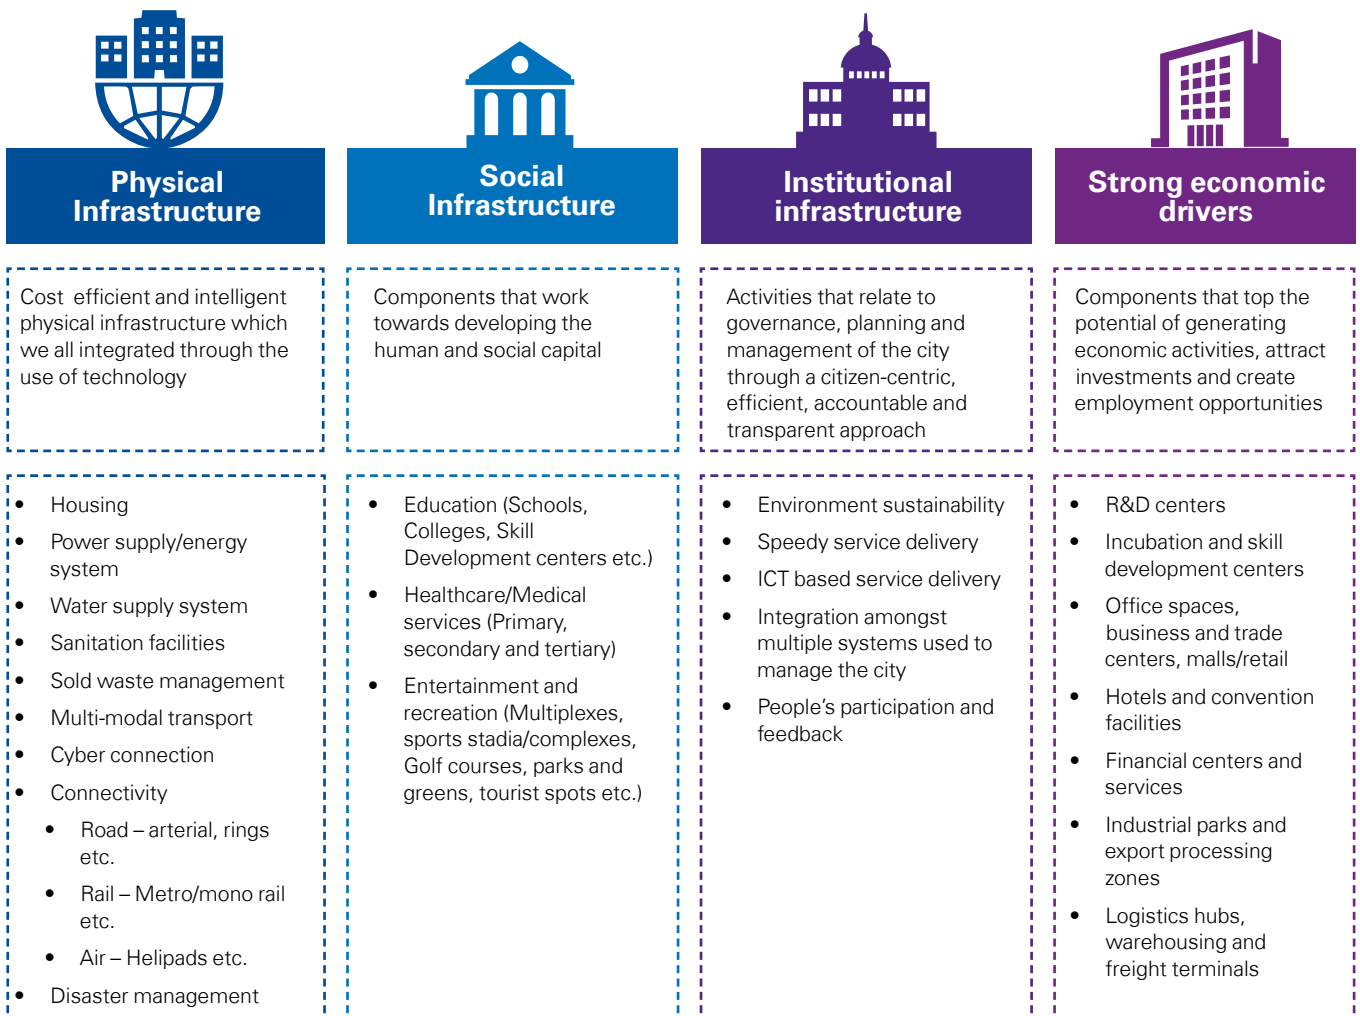 Physical
Infrastructure
Cost efficient and intelligent
physical infrastructure which
we all integrated through the
use of technology
• Housing
• Power supply/energy
system
• Water supply system
• Sanitation facilities
• Sold waste management
• Multi-modal transport
• Cyber connection
• Connectivity
• Road – arterial, rings
etc.
• Rail – Metro/mono rail
etc.
• Air – Helipads etc.
• Disaster management
Social
Infrastructure
Components that work
towards developing the
human and social capital
• Education (Schools,
Colleges, Skill
Development centers etc.)
• Healthcare/Medical
services (Primary,
secondary and tertiary)
• Entertainment and
recreation (Multiplexes,
sports stadia/complexes,
Golf courses, parks and
greens, tourist spots etc.)
Institutional
infrastructure
Activities that relate to
governance, planning and
management of the city
through a citizen-centric,
efficient, accountable and
transparent approach
• Environment sustainability
• Speedy service delivery
• ICT based service delivery
• Integration amongst
multiple systems used to
manage the city
• People’s participation and
feedback
Strong economic
drivers
Components that top the
potential of generating
economic activities, attract
investments and create
employment opportunities
• R&D centers
• Incubation and skill
development centers
• Office spaces,
business and trade
centers, malls/retail
• Hotels and convention
facilities
• Financial centers and
services
• Industrial parks and
export processing
zones
• Logistics hubs,
warehousing and
freight terminals